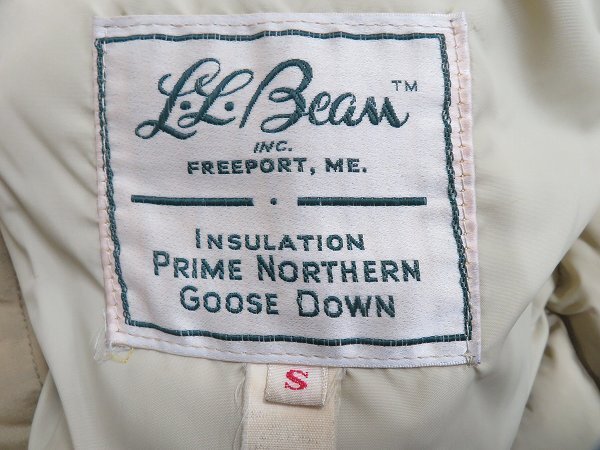 L.L. Bean™
INC.
FREEPORT, ME.
INSULATION
PRIME NORTHERN
GOOSE DOWN
S